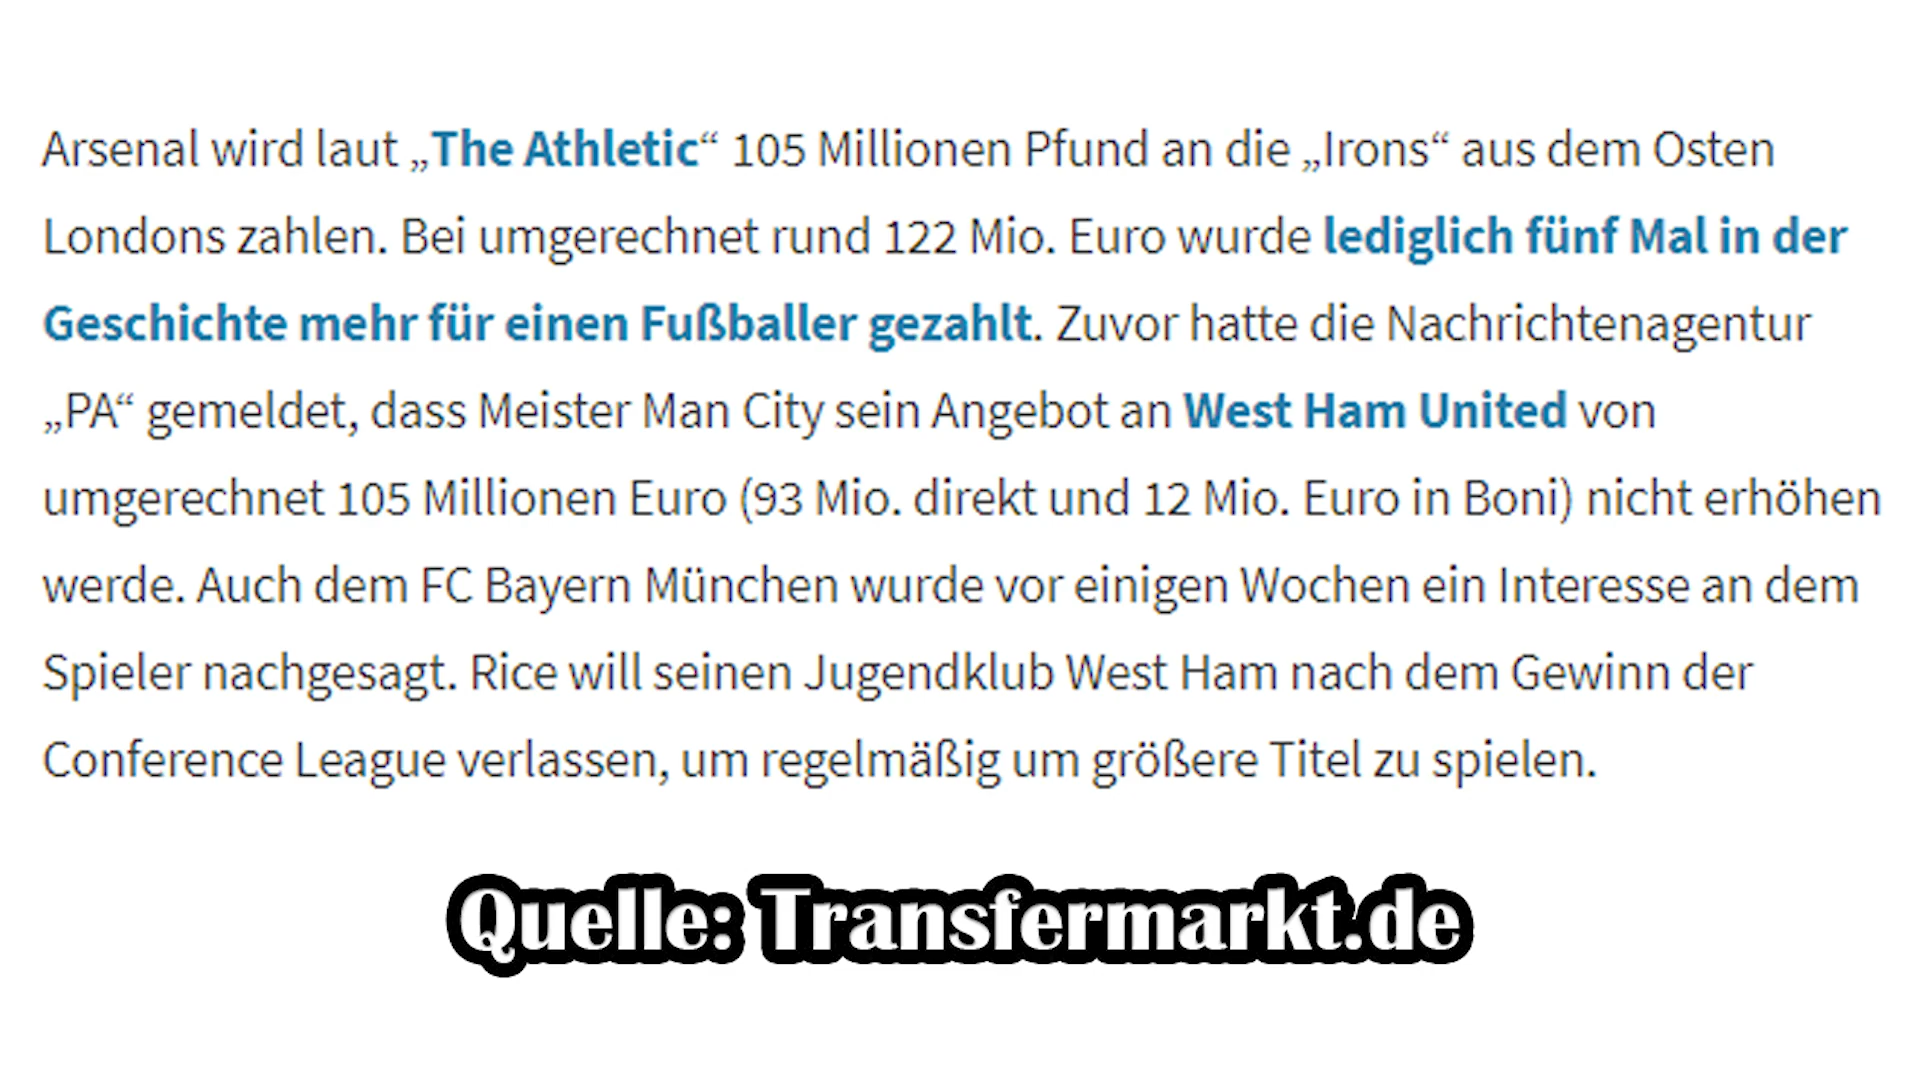 Arsenal wird laut „The Athletic“ 105 Millionen Pfund an die „Irons“ aus dem Osten
Londons zahlen. Bei umgerechnet rund 122 Mio. Euro wurde lediglich fünf Mal in der
Geschichte mehr für einen Fußballer gezahlt. Zuvor hatte die Nachrichtenagentur
„PA“ gemeldet, dass Meister Man City sein Angebot an West Ham United von
umgerechnet 105 Millionen Euro (93 Mio. direkt und 12 Mio. Euro in Boni) nicht erhöhen
werde. Auch dem FC Bayern München wurde vor einigen Wochen ein Interesse an dem
Spieler nachgesagt. Rice will seinen Jugendklub West Ham nach dem Gewinn der
Conference League verlassen, um regelmäßig um größere Titel zu spielen.
Quelle: Transfermarkt.de